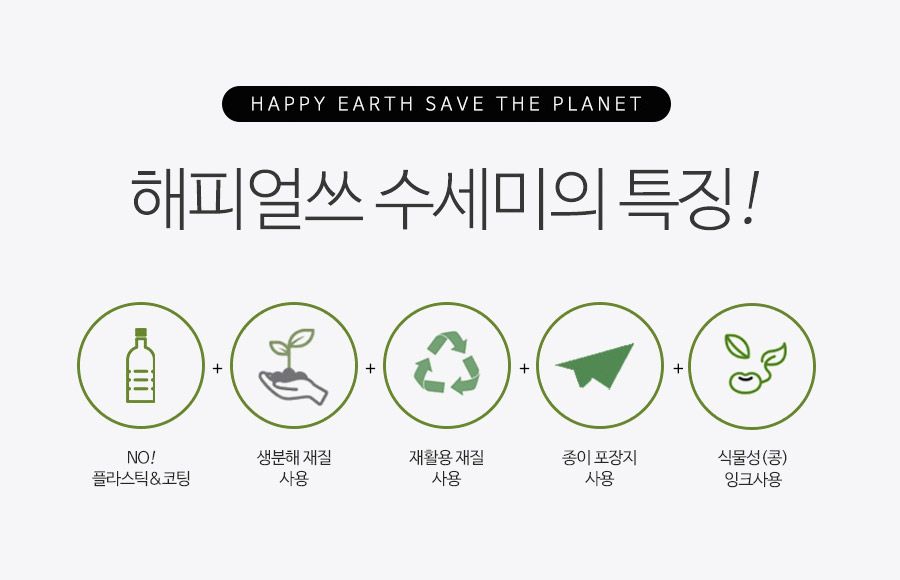 HAPPY EARTH SAVE THE PLANET
해피얼쓰 수세미의 특징!
+ + + +
NO!
플라스틱&코팅
생분해 재질
사용
재활용 재질
사용
종이 포장지
사용
식물성(콩)
잉크사용